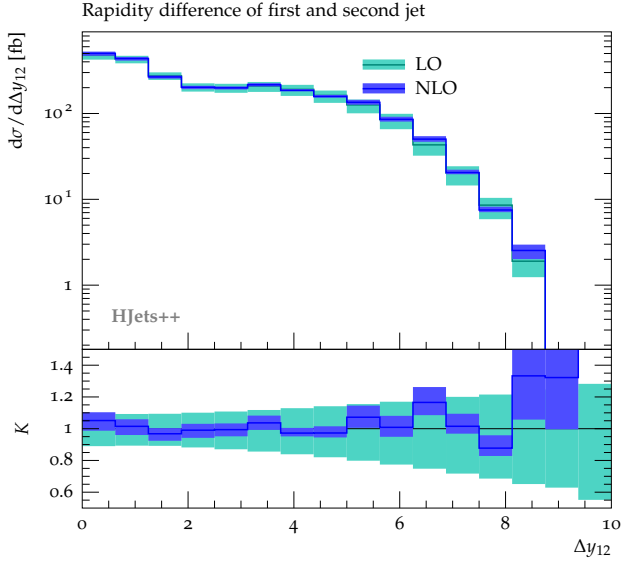 Rapidity difference of first and second jet
dσ/dΔy₁₂ [fb]
10²
10¹
1
LO
NLO
HJets++
K
1.4
1.2
1
0.8
0.6
0 2 4 6 8 10
Δy₁₂